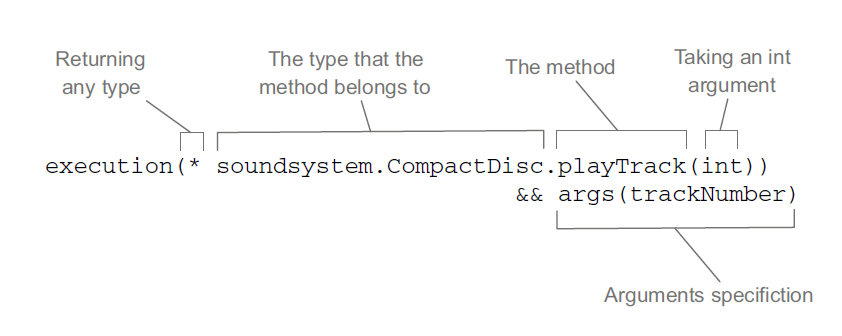 Returning
any type
The type that the
method belongs to
The method
Taking an int
argument
execution(* soundsystem.CompactDisc.playTrack(int))
&& args(trackNumber)
Arguments specifiction